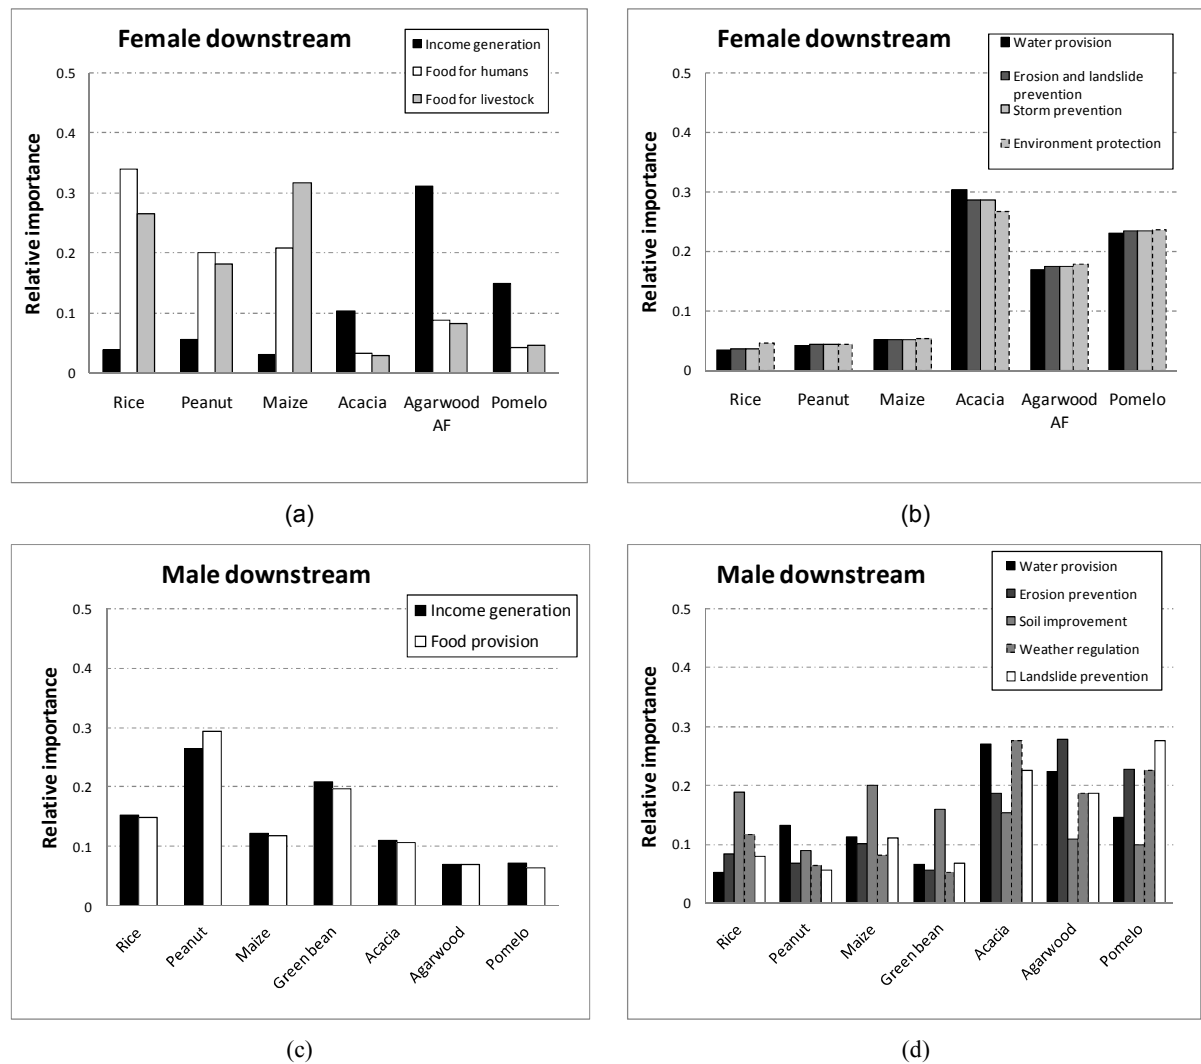 Female downstream
Income generation
Food for humans
Food for livestock
Relative importance
0.5
0.4
0.3
0.2
0.1
0
Rice Peanut Maize Acacia Agarwood Pomelo
AF
(a)
Female downstream
Water provision
Erosion and landslide
prevention
Storm prevention
Environment protection
Relative importance
0.5
0.4
0.3
0.2
0.1
0
Rice Peanut Maize Acacia Agarwood Pomelo
AF
(b)
Male downstream
Income generation
Food provision
Relative importance
0.5
0.4
0.3
0.2
0.1
0
Rice Peanut Maize Green bean Acacia Agarwood Pomelo
(c)
Male downstream
Water provision
Erosion prevention
Soil improvement
Weather regulation
Landslide prevention
Relative importance
0.5
0.4
0.3
0.2
0.1
0
Rice Peanut Maize Green bean Acacia Agarwood Pomelo
(d)